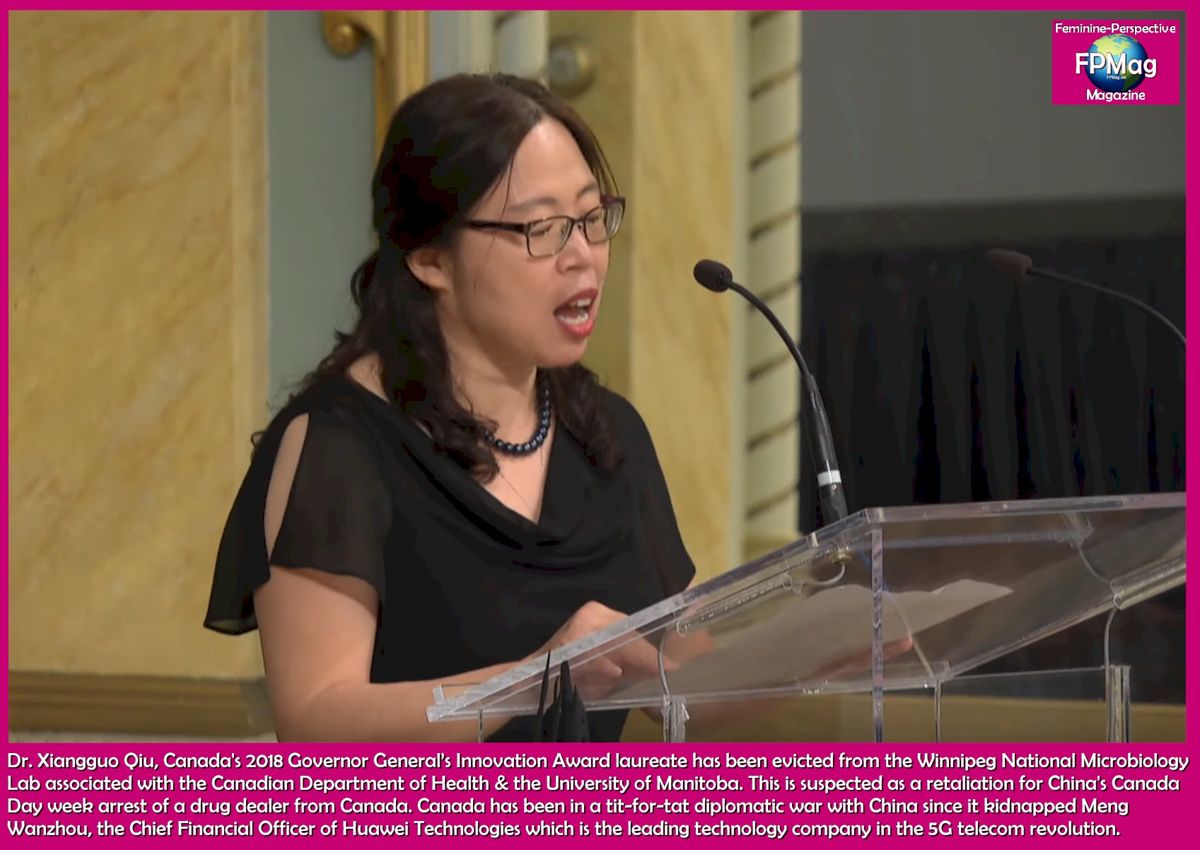 Feminine-Perspective
FPMag
FPMag.net
Magazine
Dr. Xiangguo Qiu, Canada's 2018 Governor General's Innovation Award laureate has been evicted from the Winnipeg National Microbiology
Lab associated with the Canadian Department of Health & the University of Manitoba. This is suspected as a retaliation for China's Canada
Day week arrest of a drug dealer from Canada. Canada has been in a tit-for-tat diplomatic war with China since it kidnapped Meng
Wanzhou, the Chief Financial Officer of Huawei Technologies which is the leading technology company in the 5G telecom revolution.